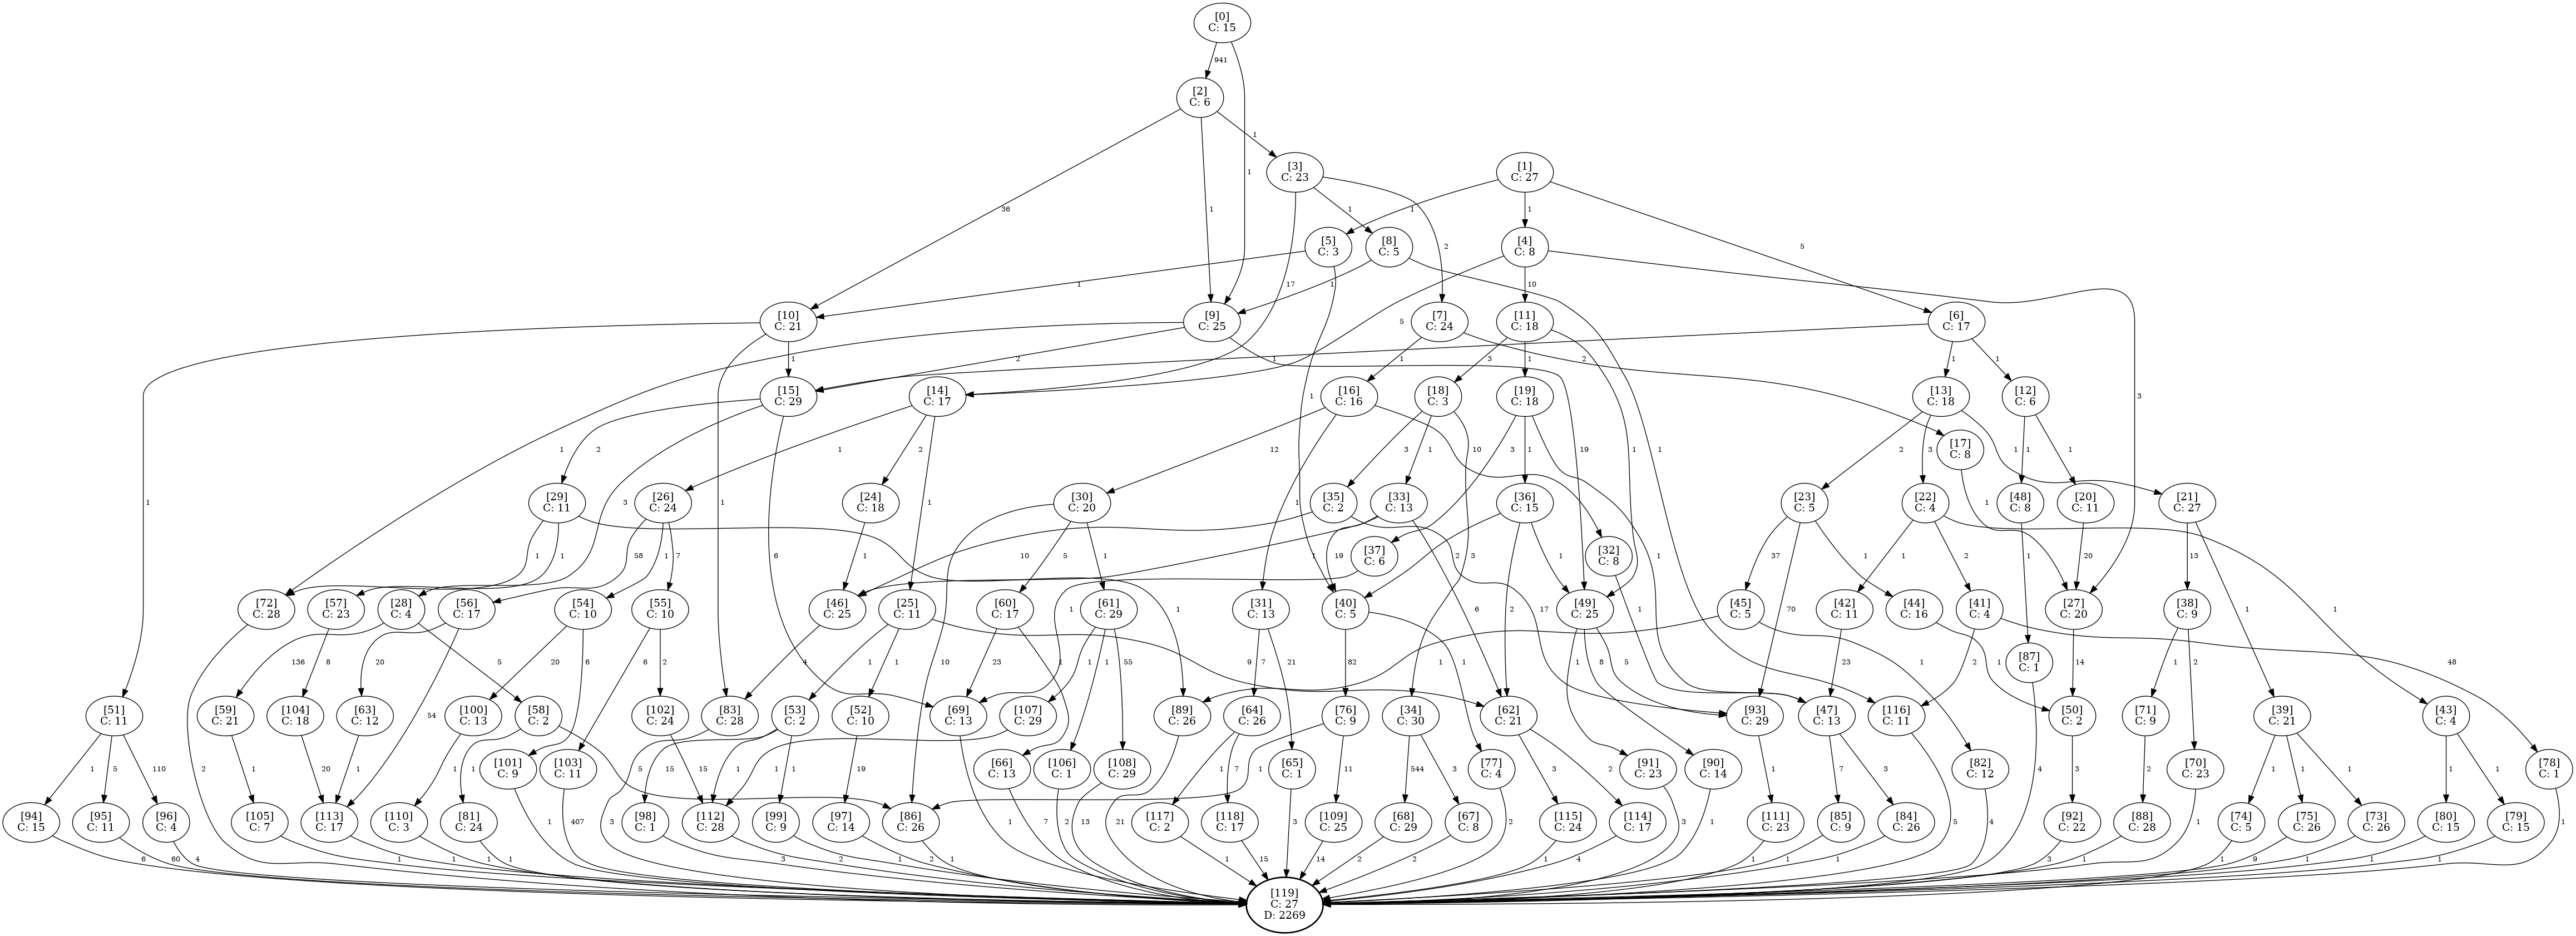 [0]
C: 15
941
[2]
C: 6
1
1
[3]
C: 23
[1]
C: 27
36
1
1
1
2
1
5
[5]
C: 3
[8]
C: 5
[4]
C: 8
1
17
1
5
10
[10]
C: 21
[9]
C: 25
[7]
C: 24
[11]
C: 18
[6]
C: 17
1
2
1
1
2
3
1
1
1
3
[15]
C: 29
[14]
C: 17
[16]
C: 16
[18]
C: 3
[19]
C: 18
[13]
C: 18
[12]
C: 6
[17]
C: 8
1
2
3
1
2
12
3
1
10
3
1
19
1
1
2
3
1
1
1
[29]
C: 11
[26]
C: 24
[24]
C: 18
[30]
C: 20
[35]
C: 2
[33]
C: 13
[36]
C: 15
[23]
C: 5
[22]
C: 4
[48]
C: 8
[20]
C: 11
[21]
C: 27
1
1
1
1
1
1
58
1
7
6
1
10
5
1
1
10
1
19
2
3
1
2
6
[37]
C: 6
[32]
C: 8
1
37
70
1
1
2
1
20
13
1
1
[72]
C: 28
[57]
C: 23
[28]
C: 4
[56]
C: 17
[54]
C: 10
[55]
C: 10
[46]
C: 25
[25]
C: 11
[60]
C: 17
[61]
C: 29
[31]
C: 13
[40]
C: 5
[49]
C: 25
[45]
C: 5
[42]
C: 11
[44]
C: 16
[41]
C: 4
[27]
C: 20
[38]
C: 9
[87]
C: 1
8
136
5
20
54
20
6
6
2
4
1
1
9
23
1
1
1
55
1
7
21
82
1
17
1
8
5
1
1
1
23
1
2
48
14
1
2
[51]
C: 11
[59]
C: 21
[104]
C: 18
[63]
C: 12
[100]
C: 13
[58]
C: 2
[102]
C: 24
[83]
C: 28
[53]
C: 2
[52]
C: 10
[69]
C: 13
[107]
C: 29
[89]
C: 26
[64]
C: 26
[76]
C: 9
[34]
C: 30
[62]
C: 21
[93]
C: 29
[47]
C: 13
[116]
C: 11
[50]
C: 2
[71]
C: 9
[39]
C: 21
[43]
C: 4
[101]
C: 9
[103]
C: 11
[66]
C: 13
[106]
C: 1
[108]
C: 29
[65]
C: 1
[77]
C: 4
[91]
C: 23
[90]
C: 14
[82]
C: 12
[70]
C: 23
[78]
C: 1
1
5
110
2
1
20
1
1
1
5
15
15
1
1
19
1
1
7
1
11
544
3
3
2
1
7
3
4
3
2
1
1
1
1
1
[94]
C: 15
[95]
C: 11
[96]
C: 4
[105]
C: 7
[113]
C: 17
[110]
C: 3
[81]
C: 24
[98]
C: 1
[112]
C: 28
[99]
C: 9
[97]
C: 14
[86]
C: 26
[117]
C: 2
[118]
C: 17
[109]
C: 25
[68]
C: 29
[67]
C: 8
[115]
C: 24
[114]
C: 17
[111]
C: 23
[85]
C: 9
[84]
C: 26
[92]
C: 22
[88]
C: 28
[74]
C: 5
[75]
C: 26
[73]
C: 26
[80]
C: 15
[79]
C: 15
6
60
4
1
1
1
1
1
407
3
3
2
1
2
1
1
7
2
13
21
1
15
3
14
2
2
2
1
4
3
1
1
1
1
5
4
3
1
1
1
9
1
1
1
1
[119]
C: 27
D: 2269